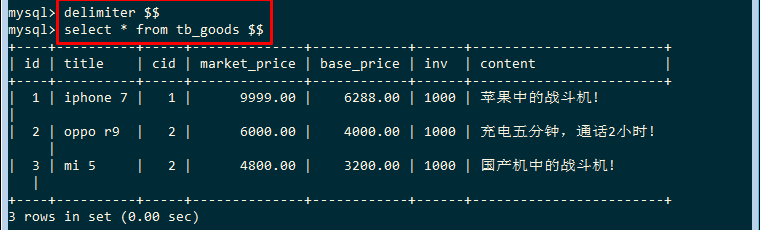 mysql> delimiter $$
mysql> select * from tb_goods $$
+----+----------+-----+--------------+------------+------+-------------------------+
| id | title    | cid | market_price | base_price | inv  | content                 |
+----+----------+-----+--------------+------------+------+-------------------------+
|  1 | iphone 7 |   1 |      9999.00 |    6288.00 | 1000 | 苹果中的战斗机!
|
|  2 | oppo r9  |   2 |      6000.00 |    4000.00 | 1000 | 充电五分钟，通话2小时!
     |
|  3 | mi 5     |   2 |      4800.00 |    3200.00 | 1000 | 国产机中的战斗机!
   |
+----+----------+-----+--------------+------------+------+-------------------------+
3 rows in set (0.00 sec)